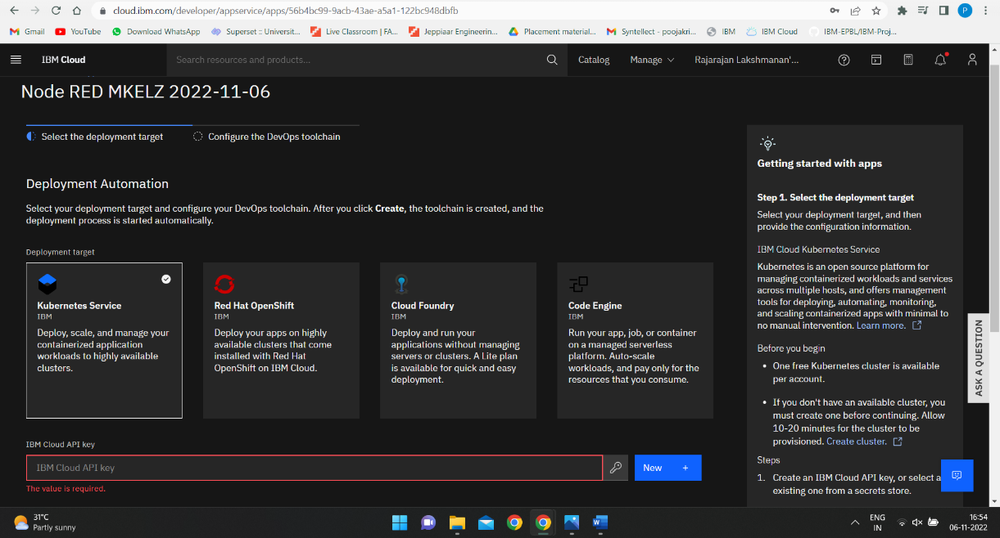 cloud.ibm.com/developer/appservice/apps/56b4bc99-9acb-43ae-a5a1-122bc948dbfb
P
Gmail YouTube Download WhatsApp Superset :: Universit... Live Classroom | FA... Jeppiaar Engineerin... Placement material... Syntellect - poojakri... IBM IBM Cloud IBM-EPBL/IBM-Proj...
IBM Cloud Search resources and products... Catalog Manage Rajarajan Lakshmanan'...
Node RED MKELZ 2022-11-06
Select the deployment target Configure the DevOps toolchain
Deployment Automation
Select your deployment target and configure your DevOps toolchain. After you click Create, the toolchain is created, and the
deployment process is started automatically.
Deployment target
Kubernetes Service
IBM
Deploy, scale, and manage your
containerized application
workloads to highly available
clusters.
Red Hat OpenShift
IBM
Deploy your apps on highly
available clusters that come
installed with Red Hat
OpenShift on IBM Cloud.
Cloud Foundry
IBM
Deploy and run your
applications without managing
servers or clusters. A Lite plan
is available for quick and easy
deployment.
Code Engine
IBM
Run your app, job, or container
on a managed serverless
platform. Auto-scale
workloads, and pay only for the
resources that you consume.
IBM Cloud API key
IBM Cloud API key
New +
The value is required.
Getting started with apps
Step 1. Select the deployment target
Select your deployment target, and then
provide the configuration information.
IBM Cloud Kubernetes Service
Kubernetes is an open source platform for
managing containerized workloads and services
across multiple hosts, and offers management
tools for deploying, automating, monitoring,
and scaling containerized apps with minimal to
no manual intervention. Learn more.
Before you begin
• One free Kubernetes cluster is available
per account.
• If you don't have an available cluster, you
must create one before continuing. Allow
10-20 minutes for the cluster to be
provisioned. Create cluster.
Steps
1. Create an IBM Cloud API key, or select a
existing one from a secrets store.
ASK A QUESTION
31°C
Partly sunny
ENG
IN
16:54
06-11-2022